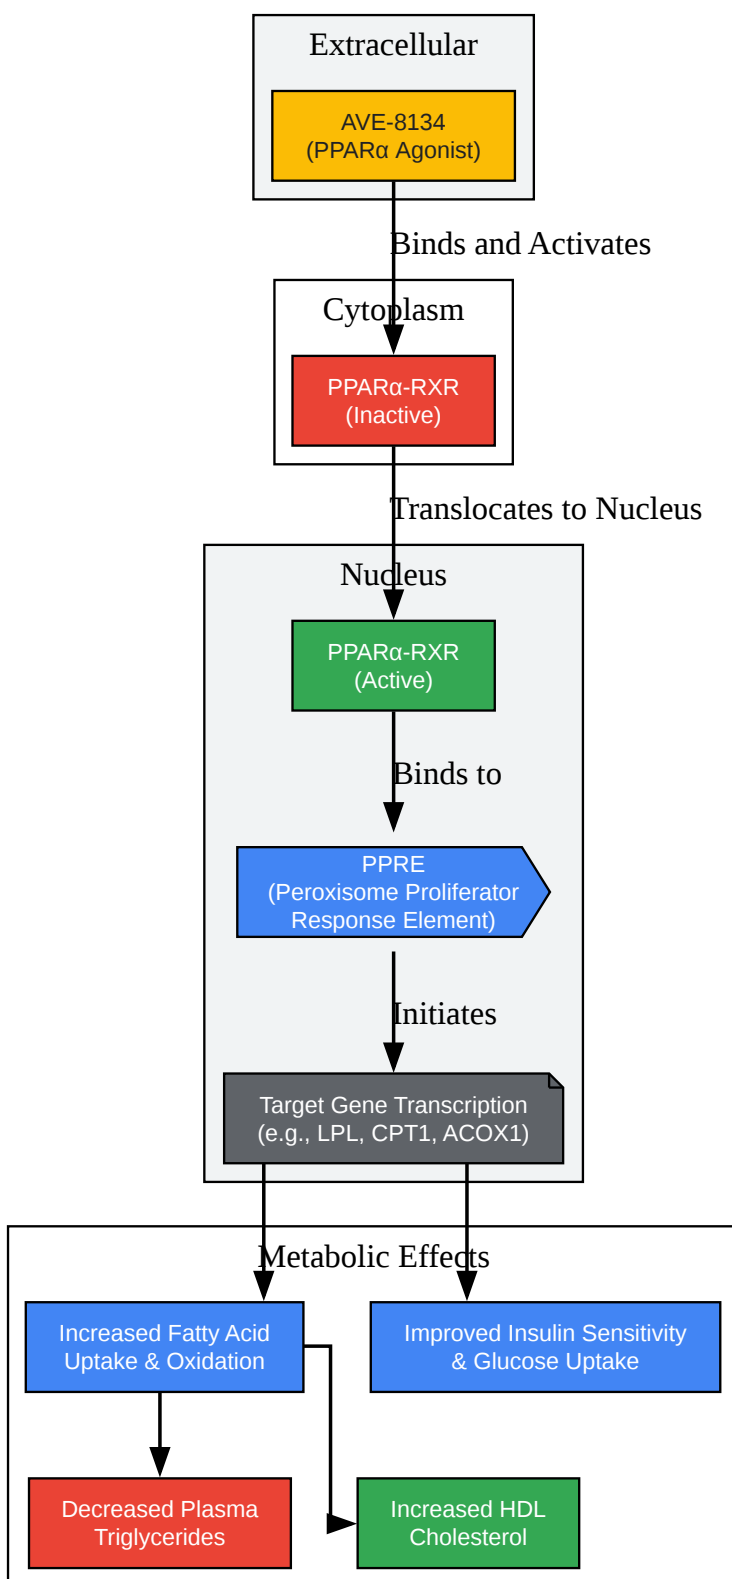 Extracellular
AVE-8134
(PPARα Agonist)
Binds and Activates
Cytoplasm
PPARα-RXR
(Inactive)
Translocates to Nucleus
Nucleus
PPARα-RXR
(Active)
Binds to
PPRE
(Peroxisome Proliferator
Response Element)
Initiates
Target Gene Transcription
(e.g., LPL, CPT1, ACOX1)
Metabolic Effects
Increased Fatty Acid
Uptake & Oxidation
Improved Insulin Sensitivity
& Glucose Uptake
Decreased Plasma
Triglycerides
Increased HDL
Cholesterol